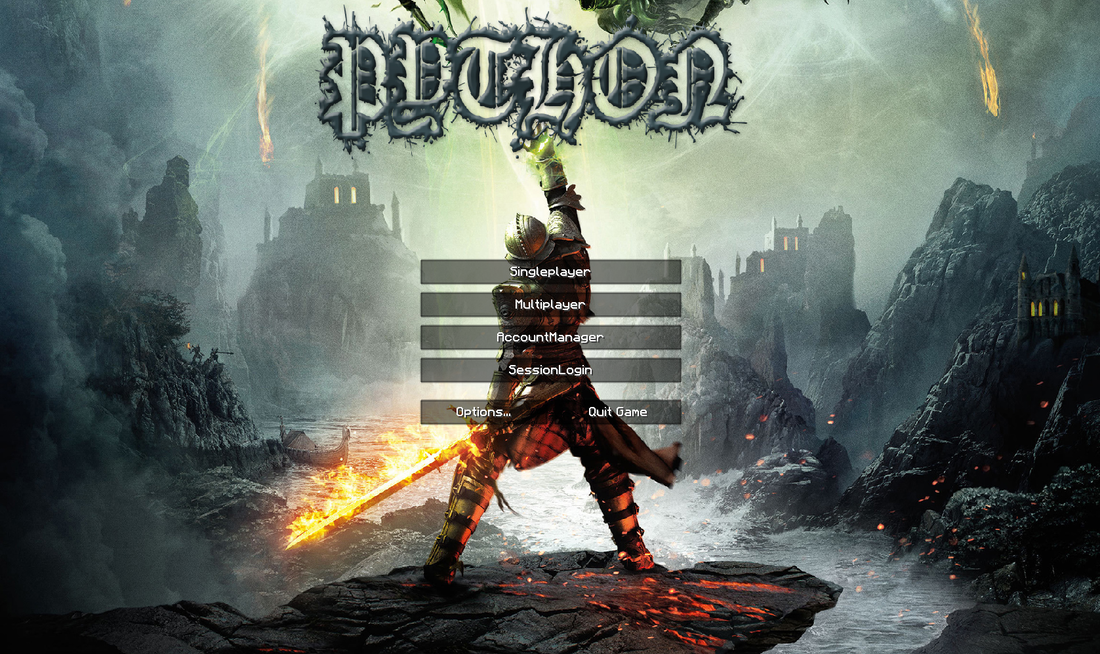 PYTHON
Singleplayer
Multiplayer
AccountManager
SessionLogin
Options... Quit Game